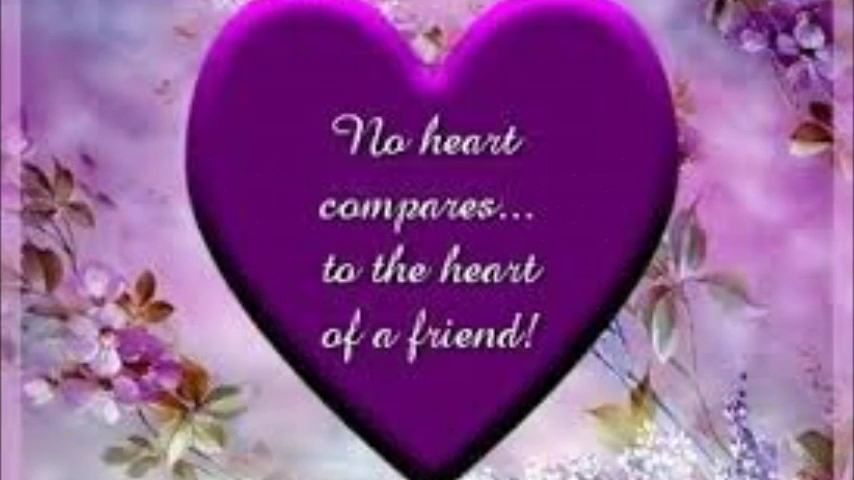 No heart
compares...
to the heart
of a friend!